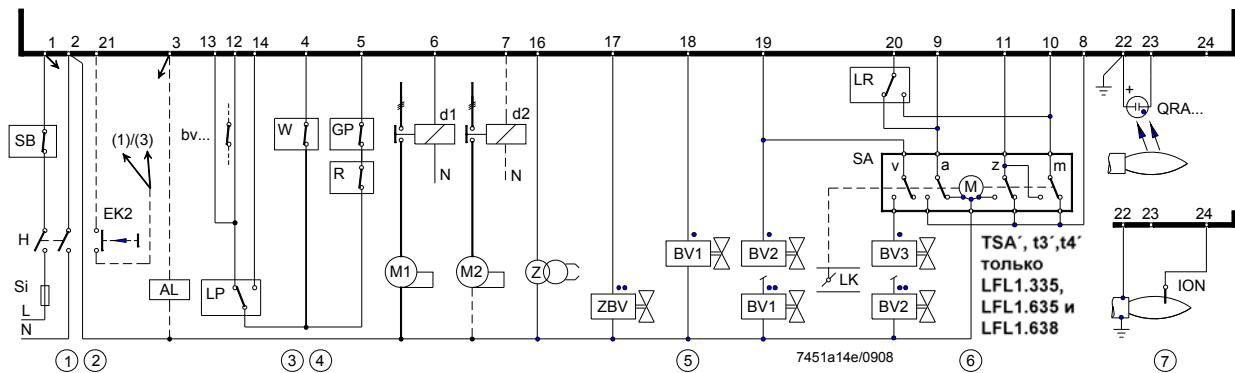 1 2 21 3 13 12 14 4 5 6 7 16 17 18 19 20 9 11 10 8 22 23 24
LR
+
QRA...
d1 d2
SB
(1)/(3)
bv...
W
GP
R
N
N
SA
v a z m
M
EK2
H
22 23 24
TSA´, t3´,t4´
только
LFL1.335,
LFL1.635 и
LFL1.638
BV1
BV2
BV3
M1
M2
Z
LK
Si
AL
LP
ION
ZBV
BV1
BV2
L
N
7451a14e/0908
1 2 3 4 5 6 7